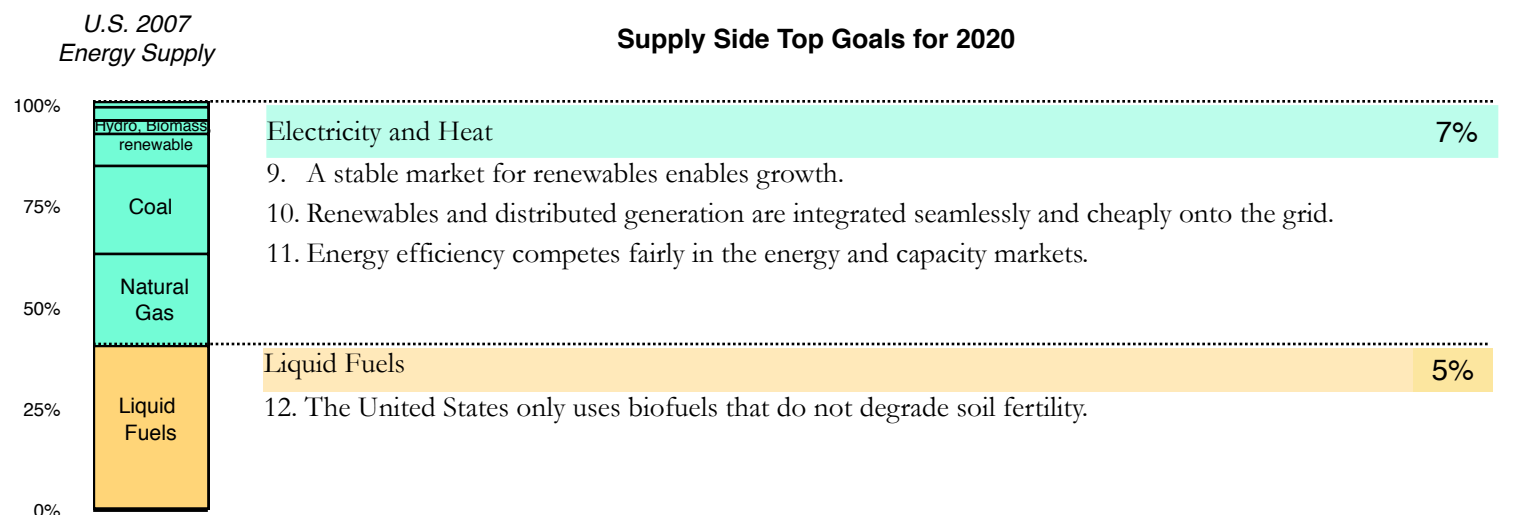 U.S. 2007
Energy Supply
Supply Side Top Goals for 2020
100%
Hydro, Biomass,
renewable
Electricity and Heat
7%
9. A stable market for renewables enables growth.
75%
Coal
10. Renewables and distributed generation are integrated seamlessly and cheaply onto the grid.
11. Energy efficiency competes fairly in the energy and capacity markets.
Natural
Gas
50%
Liquid Fuels
5%
25%
Liquid
Fuels
12. The United States only uses biofuels that do not degrade soil fertility.
0%